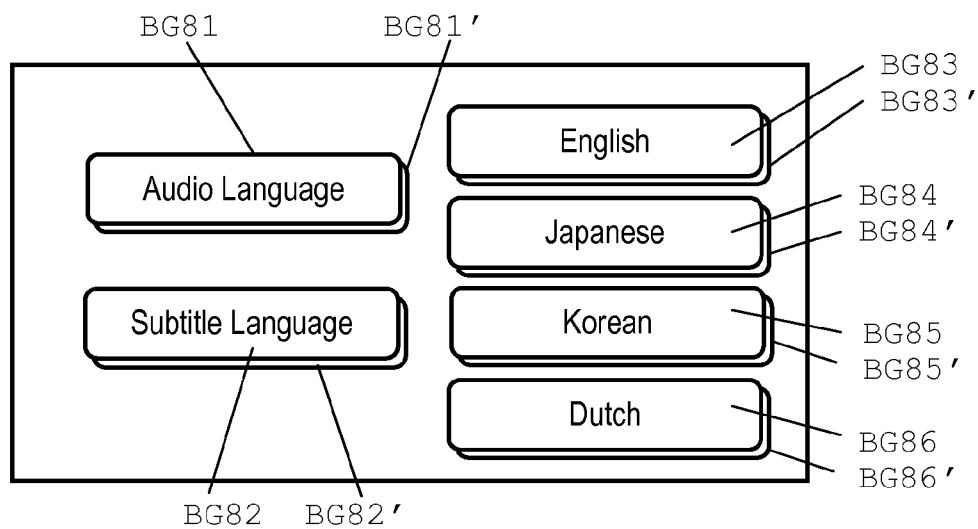 BG81 BG81'
BG83
English
BG83'
Audio Language
BG84
Japanese
BG84'
Subtitle Language
Korean
BG85
BG85'
Dutch
BG86
BG86'
BG82 BG82'